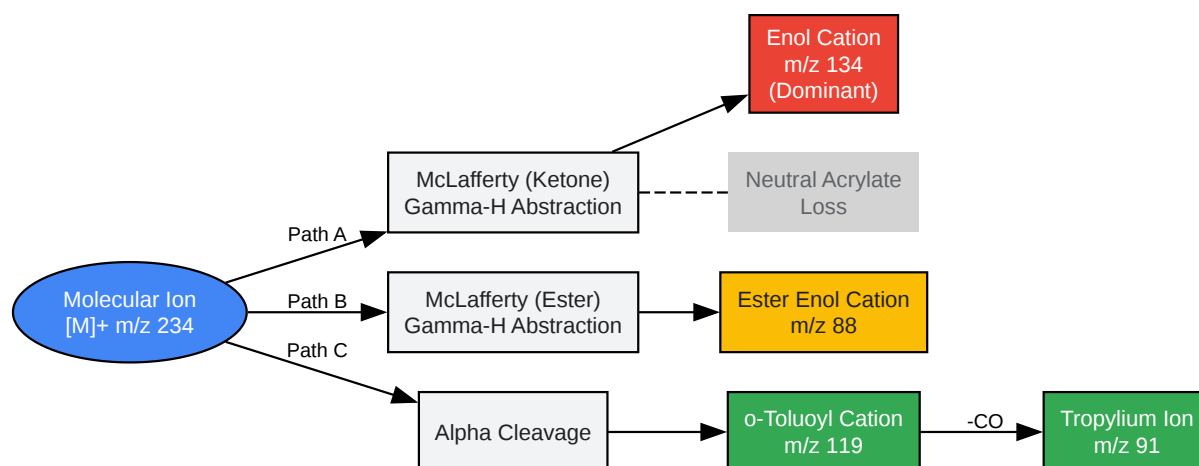 Enol Cation
m/z 134
(Dominant)
McLafferty (Ketone)
Gamma-H Abstraction
Neutral Acrylate
Loss
Path A
Molecular Ion
[M]+ m/z 234
Path B
McLafferty (Ester)
Gamma-H Abstraction
Ester Enol Cation
m/z 88
Path C
Alpha Cleavage
o-Toluoyl Cation
m/z 119
-CO
Tropylium Ion
m/z 91